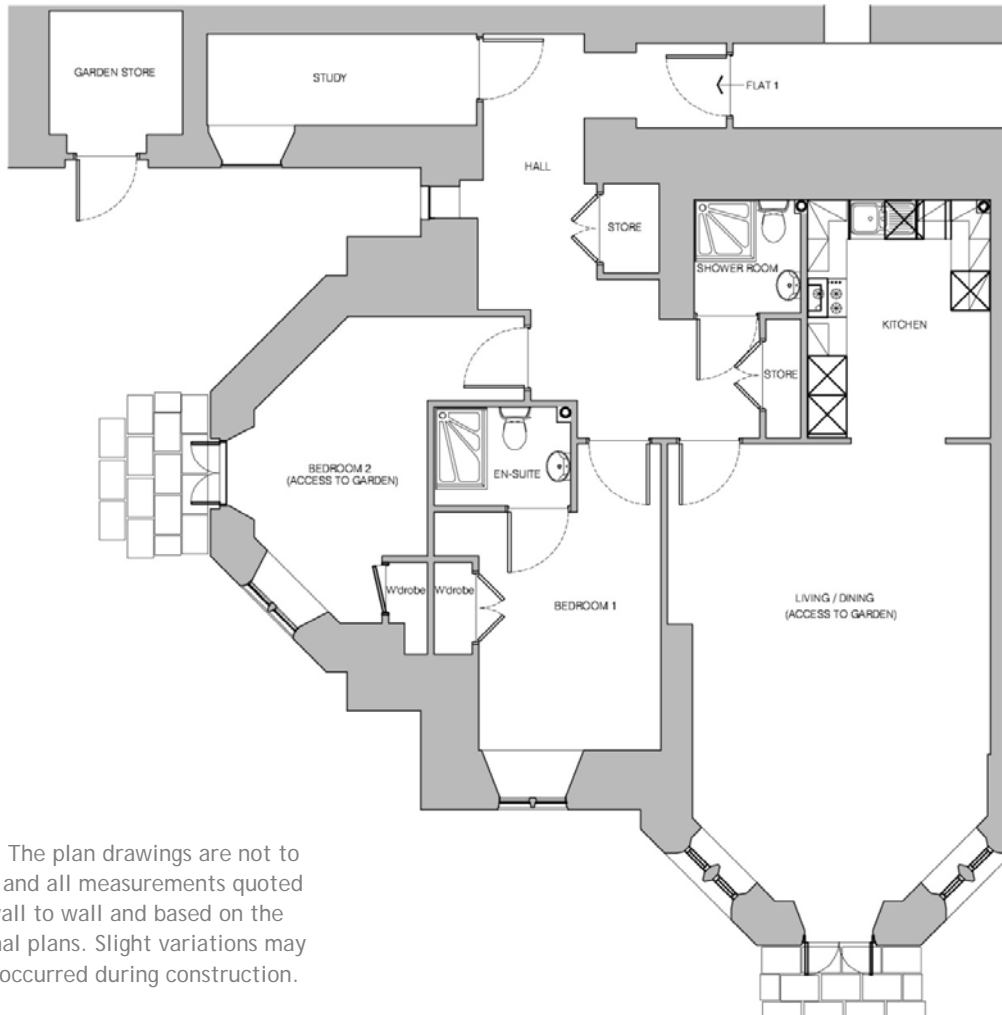 GARDEN STORE
STUDY
FLAT 1
HALL
STORE
SHOWER ROOM
KITCHEN
STORE
BEDROOM 2
(ACCESS TO GARDEN)
EN-SUITE
W'drobe
W'drobe
BEDROOM 1
LIVING / DINING
(ACCESS TO GARDEN)
The plan drawings are not to
and all measurements quoted
wall to wall and based on the
al plans. Slight variations may
occurred during construction.